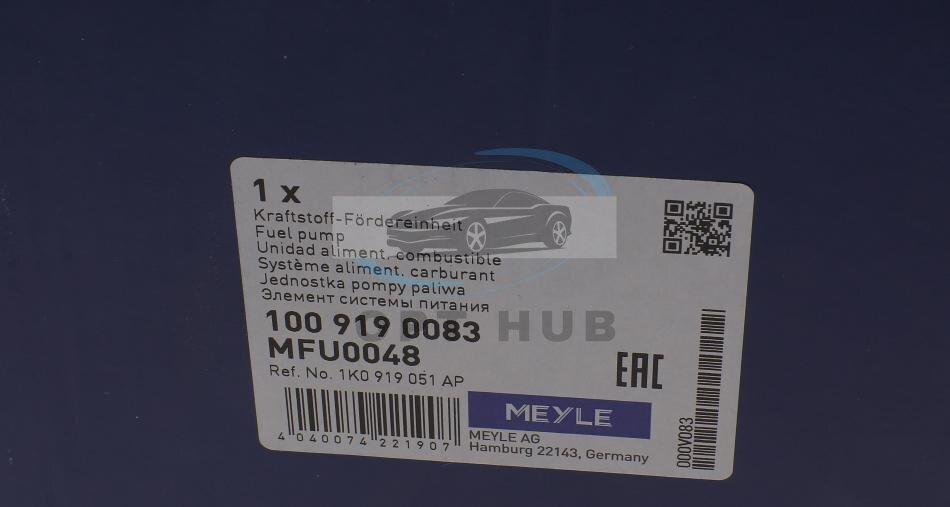 1 x
Kraftstoff-Fördereinheit
Fuel pump
Unidad aliment. combustible
Système aliment. carburant
Jednostka pompy paliwa
Элемент системы питания
100 919 0083
OPT HUB
MFU0048
Ref. No. 1K0 919 051 AP
EAC
MEYLE
MEYLE AG
Hamburg 22143, Germany
4 040074 221907
000V083